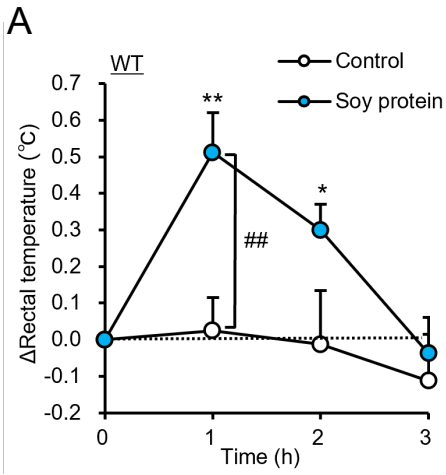 A
WT
Control
Soy protein
ΔRectal temperature (℃)
0.7
0.6
0.5
0.4
0.3
0.2
0.1
0.0
-0.1
-0.2
**
*
##
0 1 2 3
Time (h)